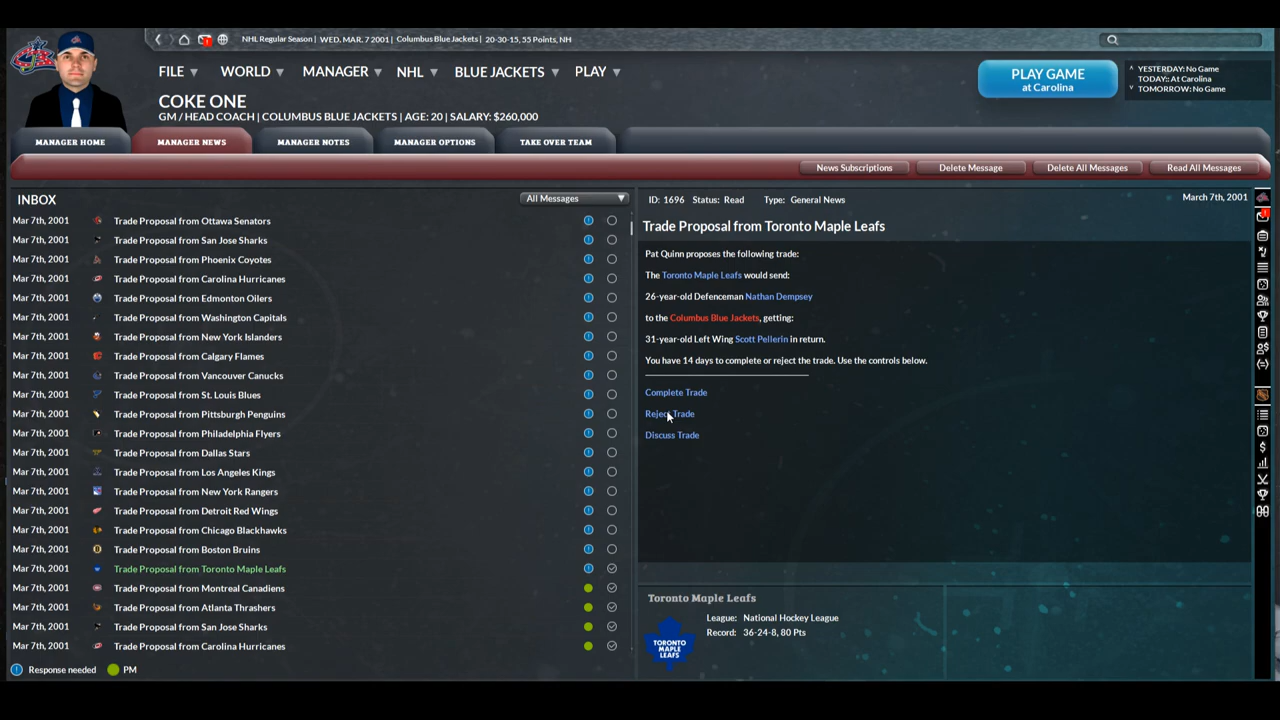 NHL Regular Season | WED. MAR. 7 2001 | Columbus Blue Jackets | 20-30-15, 55 Points, NH
FILE WORLD MANAGER NHL BLUE JACKETS PLAY
PLAY GAME
at Carolina
YESTERDAY: No Game
TODAY:: At Carolina
TOMORROW: No Game
COKE ONE
GM / HEAD COACH | COLUMBUS BLUE JACKETS | AGE: 20 | SALARY: $260,000
MANAGER HOME MANAGER NEWS MANAGER NOTES MANAGER OPTIONS TAKE OVER TEAM
News Subscriptions Delete Message Delete All Messages Read All Messages
INBOX
All Messages
Mar 7th, 2001 Trade Proposal from Ottawa Senators
Mar 7th, 2001 Trade Proposal from San Jose Sharks
Mar 7th, 2001 Trade Proposal from Phoenix Coyotes
Mar 7th, 2001 Trade Proposal from Carolina Hurricanes
Mar 7th, 2001 Trade Proposal from Edmonton Oilers
Mar 7th, 2001 Trade Proposal from Washington Capitals
Mar 7th, 2001 Trade Proposal from New York Islanders
Mar 7th, 2001 Trade Proposal from Calgary Flames
Mar 7th, 2001 Trade Proposal from Vancouver Canucks
Mar 7th, 2001 Trade Proposal from St. Louis Blues
Mar 7th, 2001 Trade Proposal from Pittsburgh Penguins
Mar 7th, 2001 Trade Proposal from Philadelphia Flyers
Mar 7th, 2001 Trade Proposal from Dallas Stars
Mar 7th, 2001 Trade Proposal from Los Angeles Kings
Mar 7th, 2001 Trade Proposal from New York Rangers
Mar 7th, 2001 Trade Proposal from Detroit Red Wings
Mar 7th, 2001 Trade Proposal from Chicago Blackhawks
Mar 7th, 2001 Trade Proposal from Boston Bruins
Mar 7th, 2001 Trade Proposal from Toronto Maple Leafs
Mar 7th, 2001 Trade Proposal from Montreal Canadiens
Mar 7th, 2001 Trade Proposal from Atlanta Thrashers
Mar 7th, 2001 Trade Proposal from San Jose Sharks
Mar 7th, 2001 Trade Proposal from Carolina Hurricanes
Response needed PM
ID: 1696 Status: Read Type: General News March 7th, 2001
Trade Proposal from Toronto Maple Leafs
Pat Quinn proposes the following trade:
The Toronto Maple Leafs would send:
26-year-old Defenceman Nathan Dempsey
to the Columbus Blue Jackets, getting:
31-year-old Left Wing Scott Pellerin in return.
You have 14 days to complete or reject the trade. Use the controls below.
Complete Trade
Reject Trade
Discuss Trade
Toronto Maple Leafs
League: National Hockey League
Record: 36-24-8, 80 Pts
TORONTO
MAPLE
LEAFS